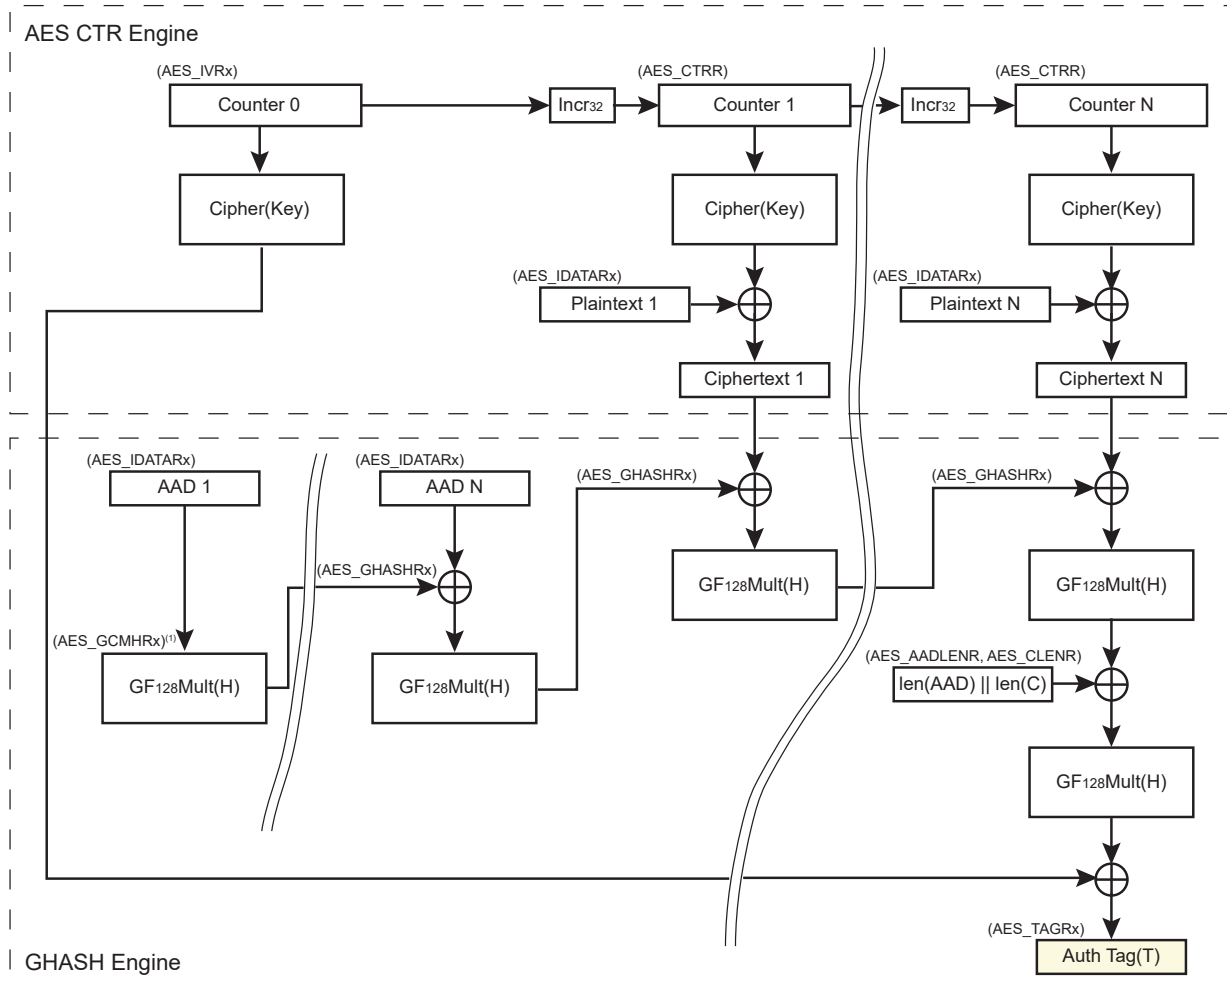 AES CTR Engine
(AES_IVRx)
(AES_CTRR)
(AES_CTRR)
Counter 0
Incr32
Counter 1
Incr32
Counter N
Cipher(Key)
Cipher(Key)
Cipher(Key)
(AES_IDATARx)
(AES_IDATARx)
Plaintext 1
Plaintext N
Ciphertext 1
Ciphertext N
(AES_IDATARx)
(AES_IDATARx)
AAD 1
AAD N
(AES_GHASHRx)
(AES_GHASHRx)
(AES_GHASHRx)
GF128Mult(H)
GF128Mult(H)
(AES_GCMHRx)(1)
GF128Mult(H)
GF128Mult(H)
(AES_AADLENR, AES_CLENR)
len(AAD) || len(C)
GF128Mult(H)
(AES_TAGRx)
Auth Tag(T)
GHASH Engine